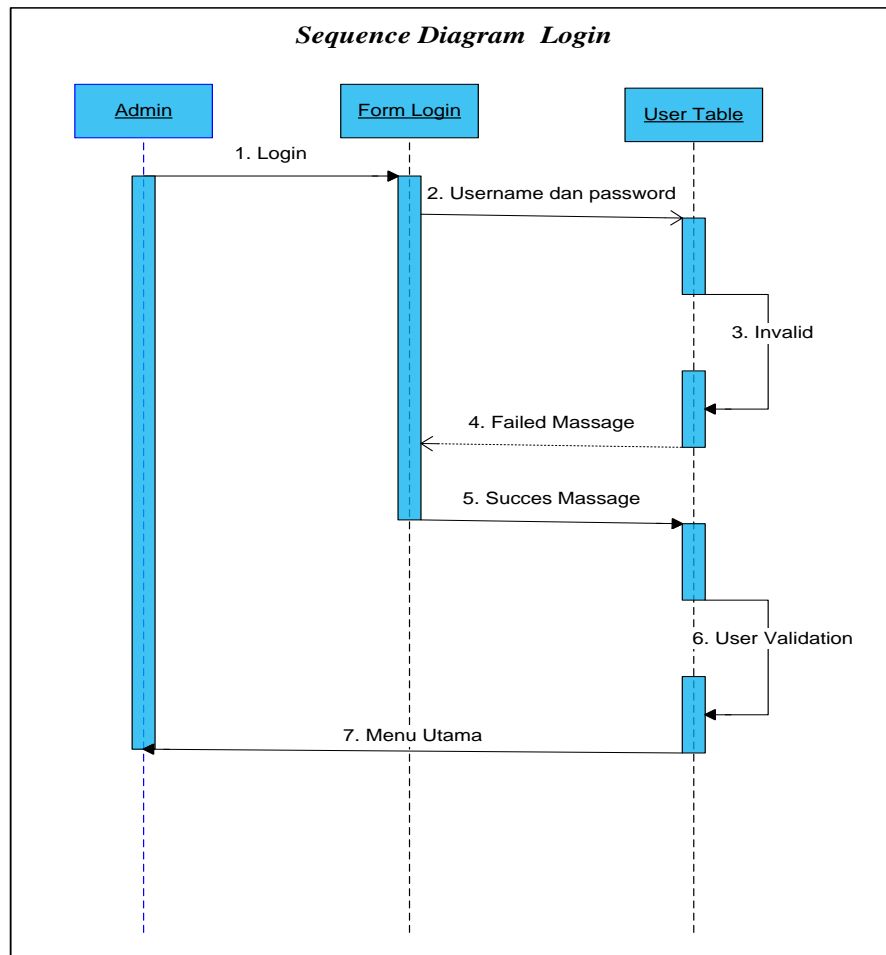 Sequence Diagram Login
Admin
Form Login
User Table
1. Login
2. Username dan password
3. Invalid
4. Failed Massage
5. Succes Massage
6. User Validation
7. Menu Utama